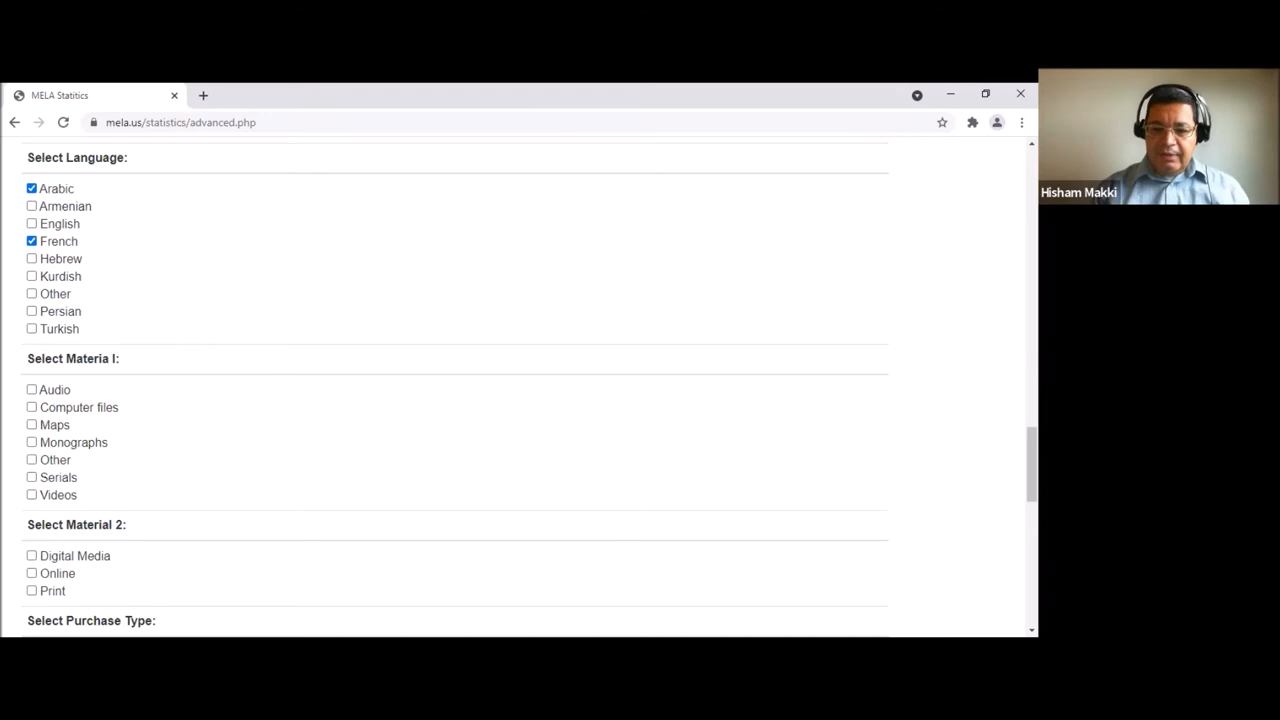 MELA Statitics
mela.us/statistics/advanced.php
Select Language:
Arabic
Armenian
English
French
Hebrew
Kurdish
Other
Persian
Turkish
Select Materia l:
Audio
Computer files
Maps
Monographs
Other
Serials
Videos
Select Material 2:
Digital Media
Online
Print
Select Purchase Type:
Hisham Makki